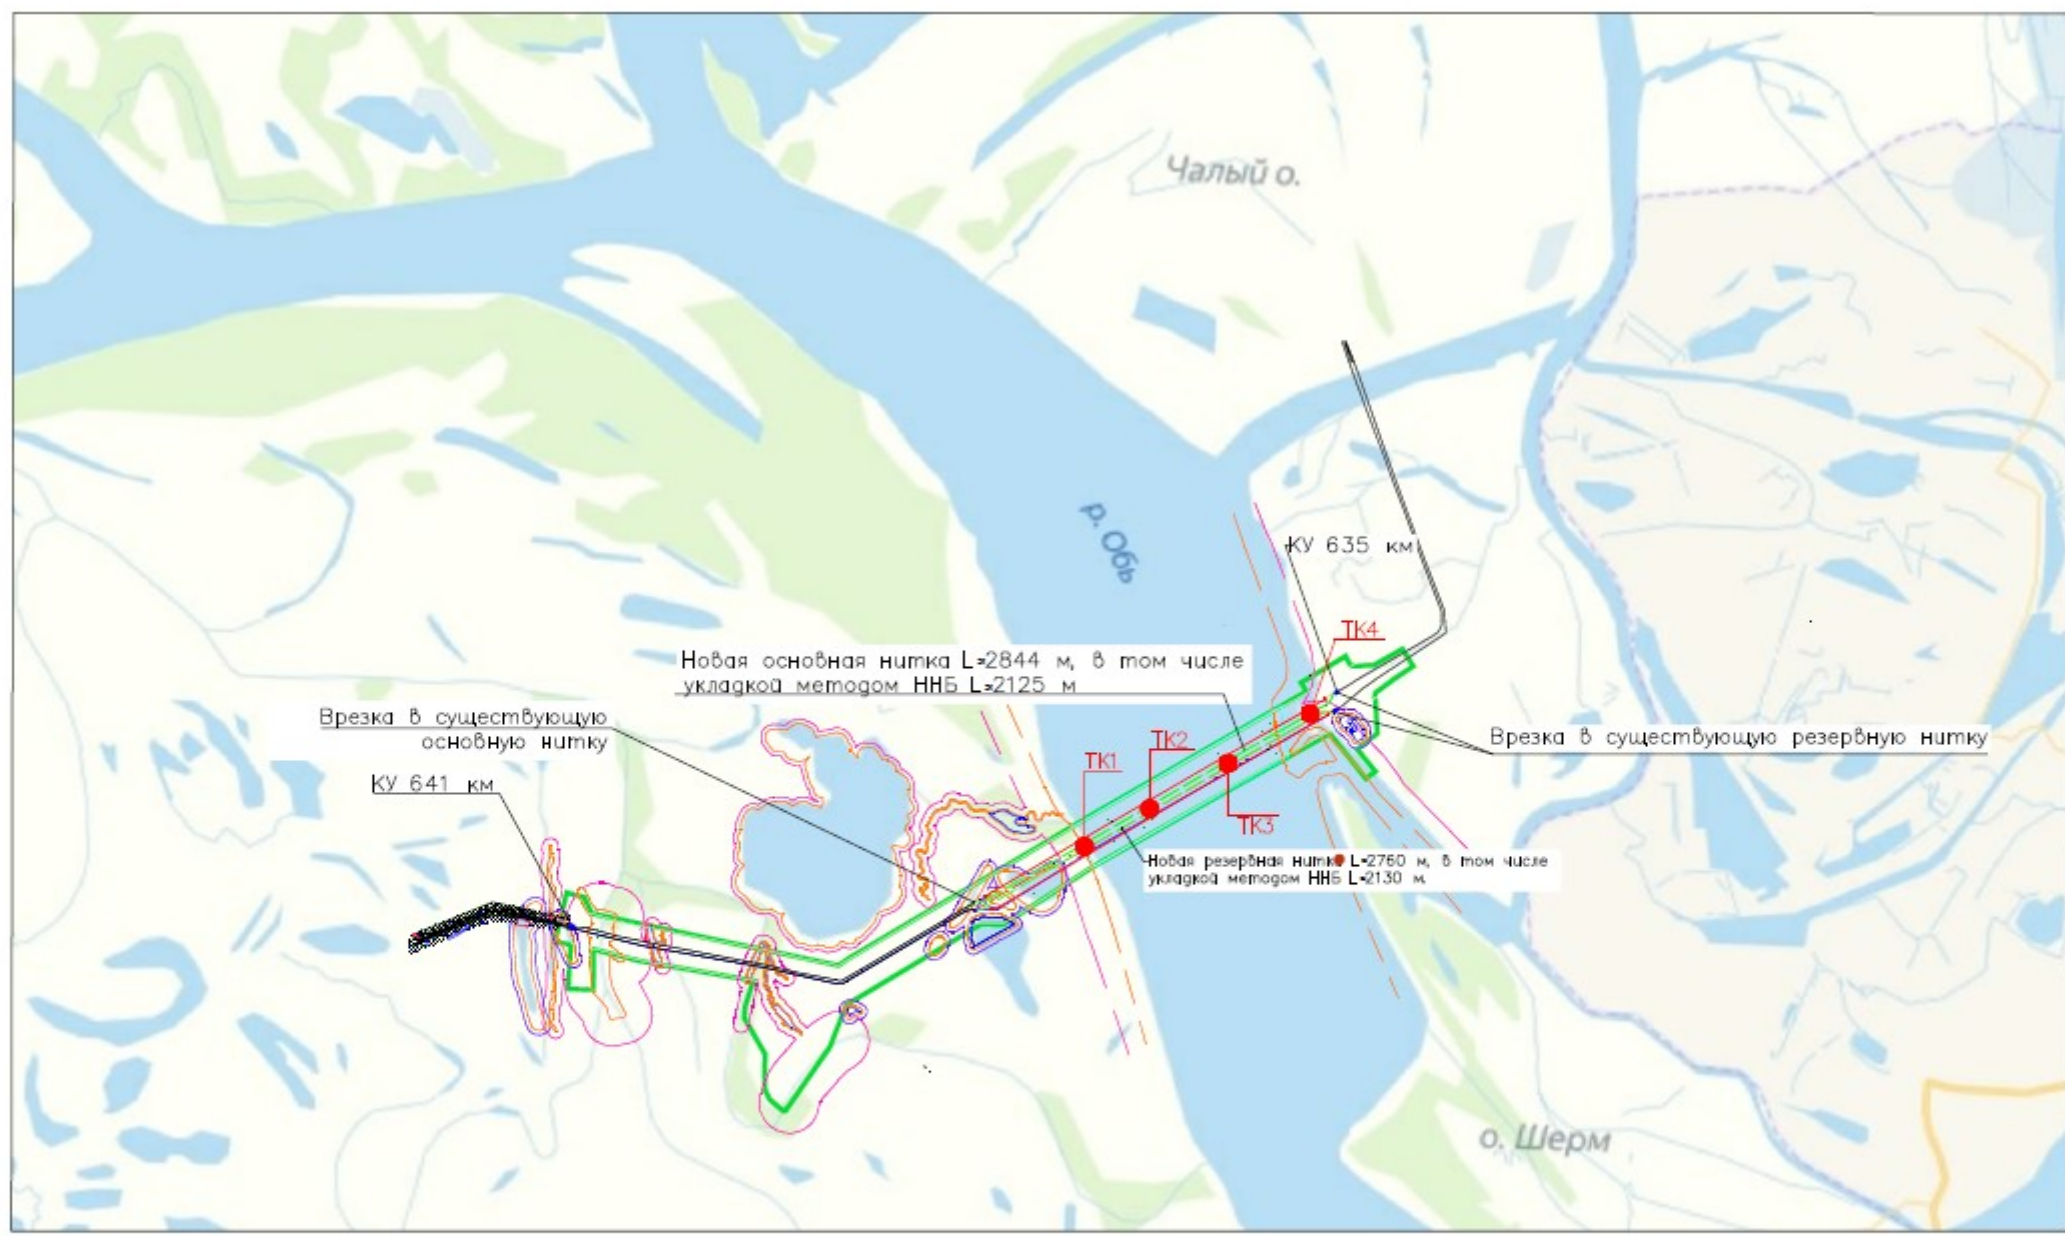 Чалый о.
р. Обь
КУ 635 км
ТК4
Новая основная нитка L=2844 м, в том числе
укладкой методом ННБ L=2125 м
Врезка в существующую
основную нитку
Врезка в существующую резервную нитку
ТК2
ТК1
КУ 641 км
ТК3
Новая резервная нитка L=2760 м, в том числе
укладкой методом ННБ L=2130 м.
о. Шерм